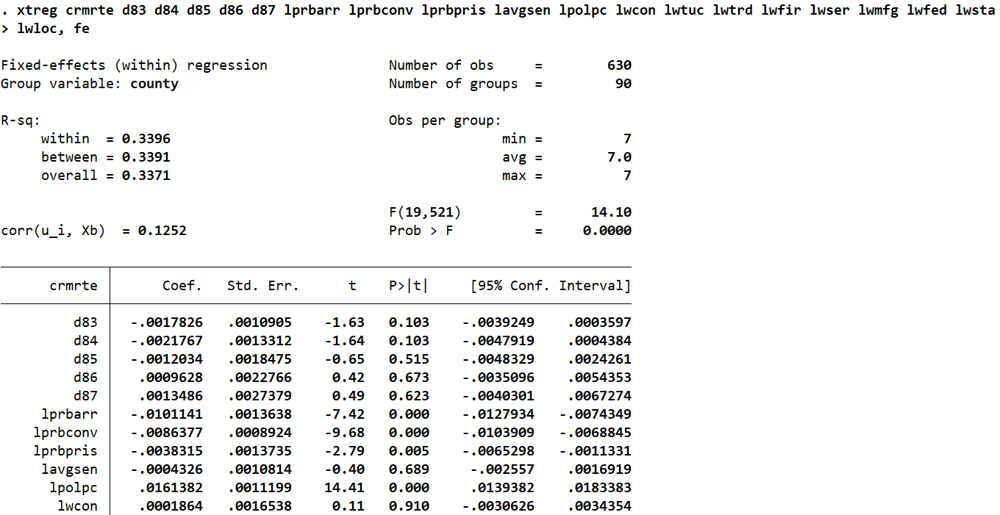 . xtreg crmrte d83 d84 d85 d86 d87 lprbarr lprbconv lprbpris lavgsen lpolpc lwcon lwtuc lwtrd lwfir lwser lwmfg lwfed lwsta
> lwloc, fe
Fixed-effects (within) regression Number of obs = 630
Group variable: county Number of groups = 90
R-sq: Obs per group:
within = 0.3396 min = 7
between = 0.3391 avg = 7.0
overall = 0.3371 max = 7
F(19,521) = 14.10
corr(u_i, Xb) = 0.1252 Prob > F = 0.0000
crmrte Coef. Std. Err. t P>|t| [95% Conf. Interval]
d83 -.0017826 .0010905 -1.63 0.103 -.0039249 .0003597
d84 -.0021767 .0013312 -1.64 0.103 -.0047919 .0004384
d85 -.0012034 .0018475 -0.65 0.515 -.0048329 .0024261
d86 .0009628 .0022766 0.42 0.673 -.0035096 .0054353
d87 .0013486 .0027379 0.49 0.623 -.0040301 .0067274
lprbarr -.0101141 .0013638 -7.42 0.000 -.0127934 -.0074349
lprbconv -.0086377 .0008924 -9.68 0.000 -.0103909 -.0068845
lprbpris -.0038315 .0013735 -2.79 0.005 -.0065298 -.0011331
lavgsen -.0004326 .0010814 -0.40 0.689 -.002557 .0016919
lpolpc .0161382 .0011199 14.41 0.000 .0139382 .0183383
lwcon .0001864 .0016538 0.11 0.910 -.0030626 .0034354